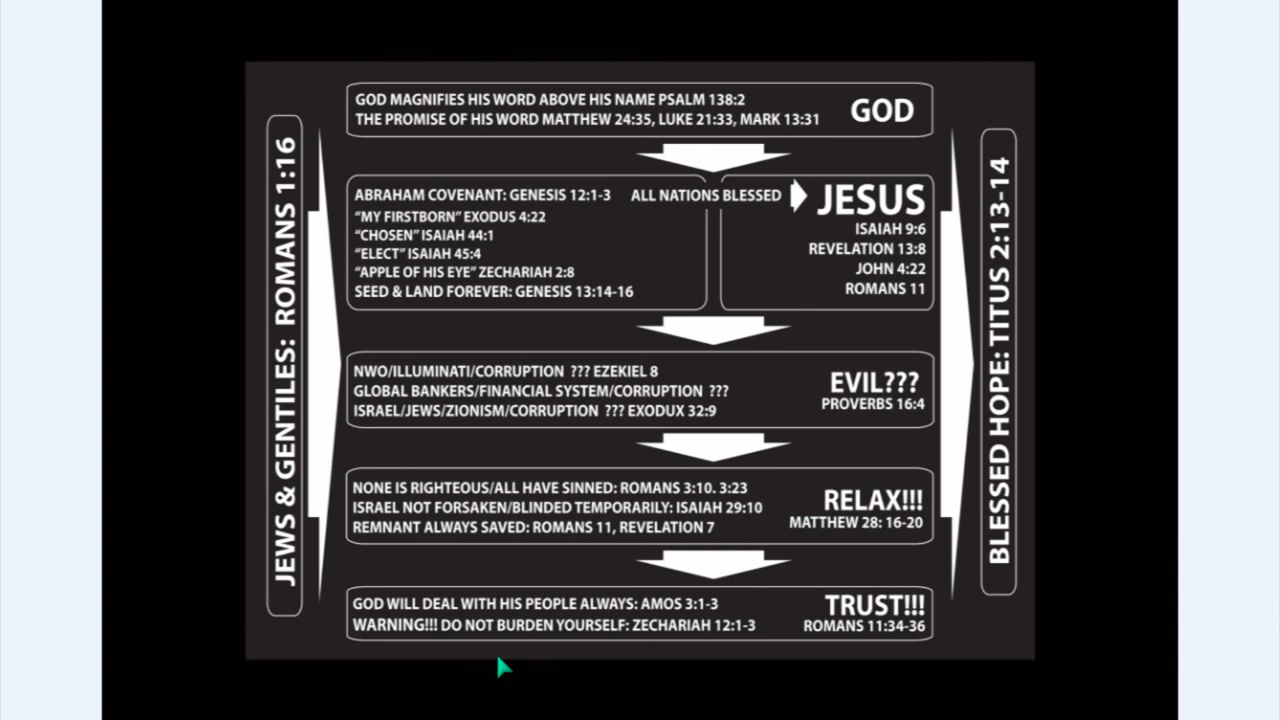 GOD MAGNIFIES HIS WORD ABOVE HIS NAME PSALM 138:2
THE PROMISE OF HIS WORD MATTHEW 24:35, LUKE 21:33, MARK 13:31
GOD
JEWS & GENTILES: ROMANS 1:16
ABRAHAM COVENANT: GENESIS 12:1-3 ALL NATIONS BLESSED
"MY FIRSTBORN" EXODUS 4:22
"CHOSEN" ISAIAH 44:1
"ELECT" ISAIAH 45:4
"APPLE OF HIS EYE" ZECHARIAH 2:8
SEED & LAND FOREVER: GENESIS 13:14-16
JESUS
ISAIAH 9:6
REVELATION 13:8
JOHN 4:22
ROMANS 11
NWO/ILLUMINATI/CORRUPTION ??? EZEKIEL 8
GLOBAL BANKERS/FINANCIAL SYSTEM/CORRUPTION ???
ISRAEL/JEWS/ZIONISM/CORRUPTION ??? EXODUX 32:9
EVIL???
PROVERBS 16:4
NONE IS RIGHTEOUS/ALL HAVE SINNED: ROMANS 3:10. 3:23
ISRAEL NOT FORSAKEN/BLINDED TEMPORARILY: ISAIAH 29:10
REMNANT ALWAYS SAVED: ROMANS 11, REVELATION 7
RELAX!!!
MATTHEW 28: 16-20
GOD WILL DEAL WITH HIS PEOPLE ALWAYS: AMOS 3:1-3
WARNING!!! DO NOT BURDEN YOURSELF: ZECHARIAH 12:1-3
TRUST!!!
ROMANS 11:34-36
BLESSED HOPE: TITUS 2:13-14